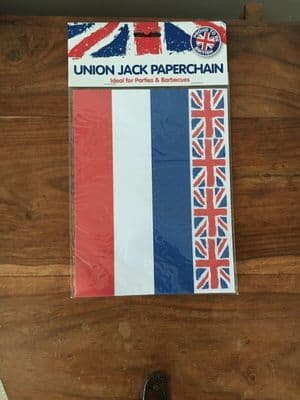 UNION JACK PAPERCHAIN
Ideal for Parties & Barbecues